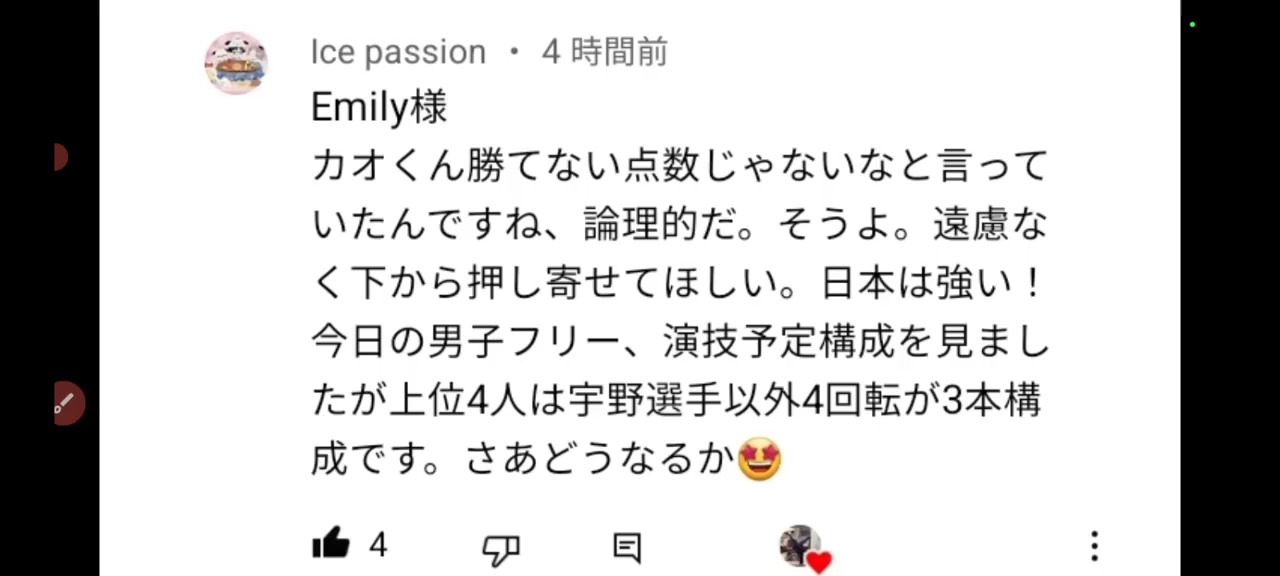 Ice passion ・ 4 時間前
Emily様
カオくん勝てない点数じゃないなと言って
いたんですね、論理的だ。そうよ。遠慮な
く下から押し寄せてほしい。日本は強い！
今日の男子フリー、演技予定構成を見まし
たが上位4人は宇野選手以外4回転が3本構
成です。さあどうなるか🤩
4